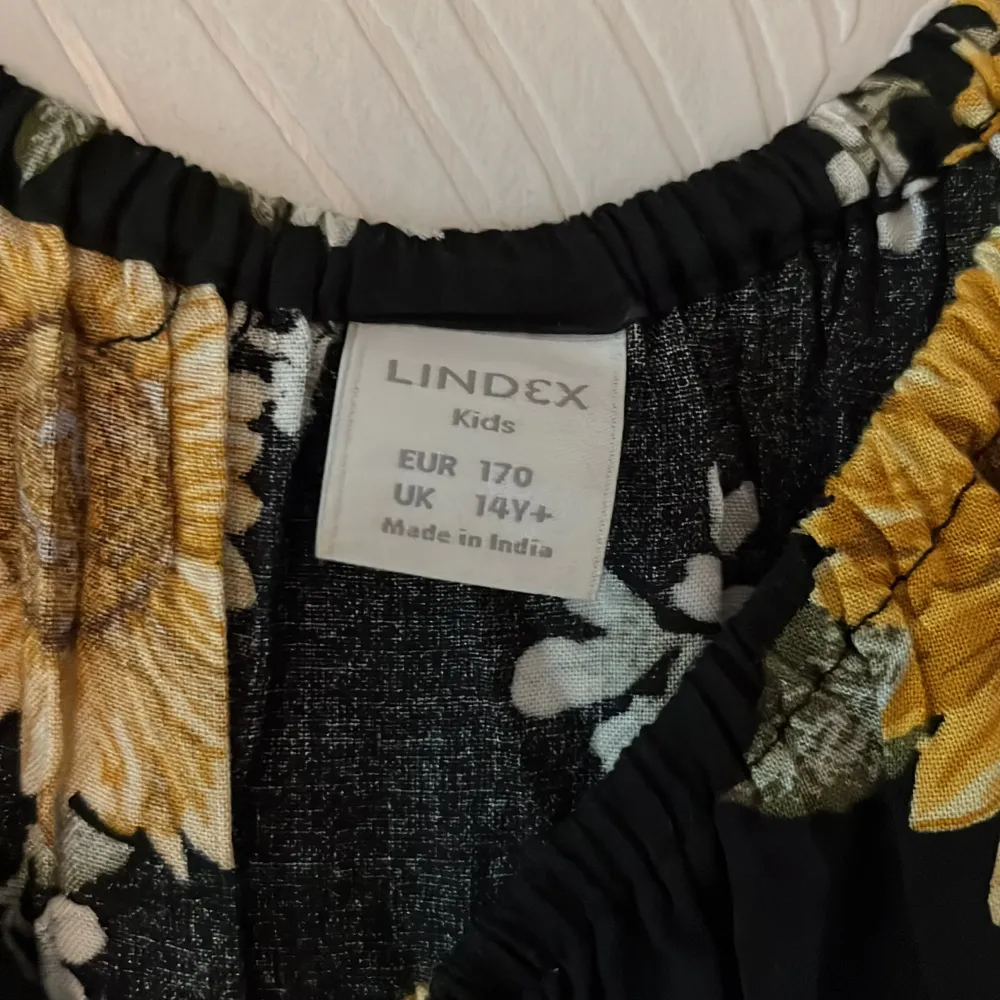 LINDEX
Kids
EUR 170
UK 14Y+
Made in India